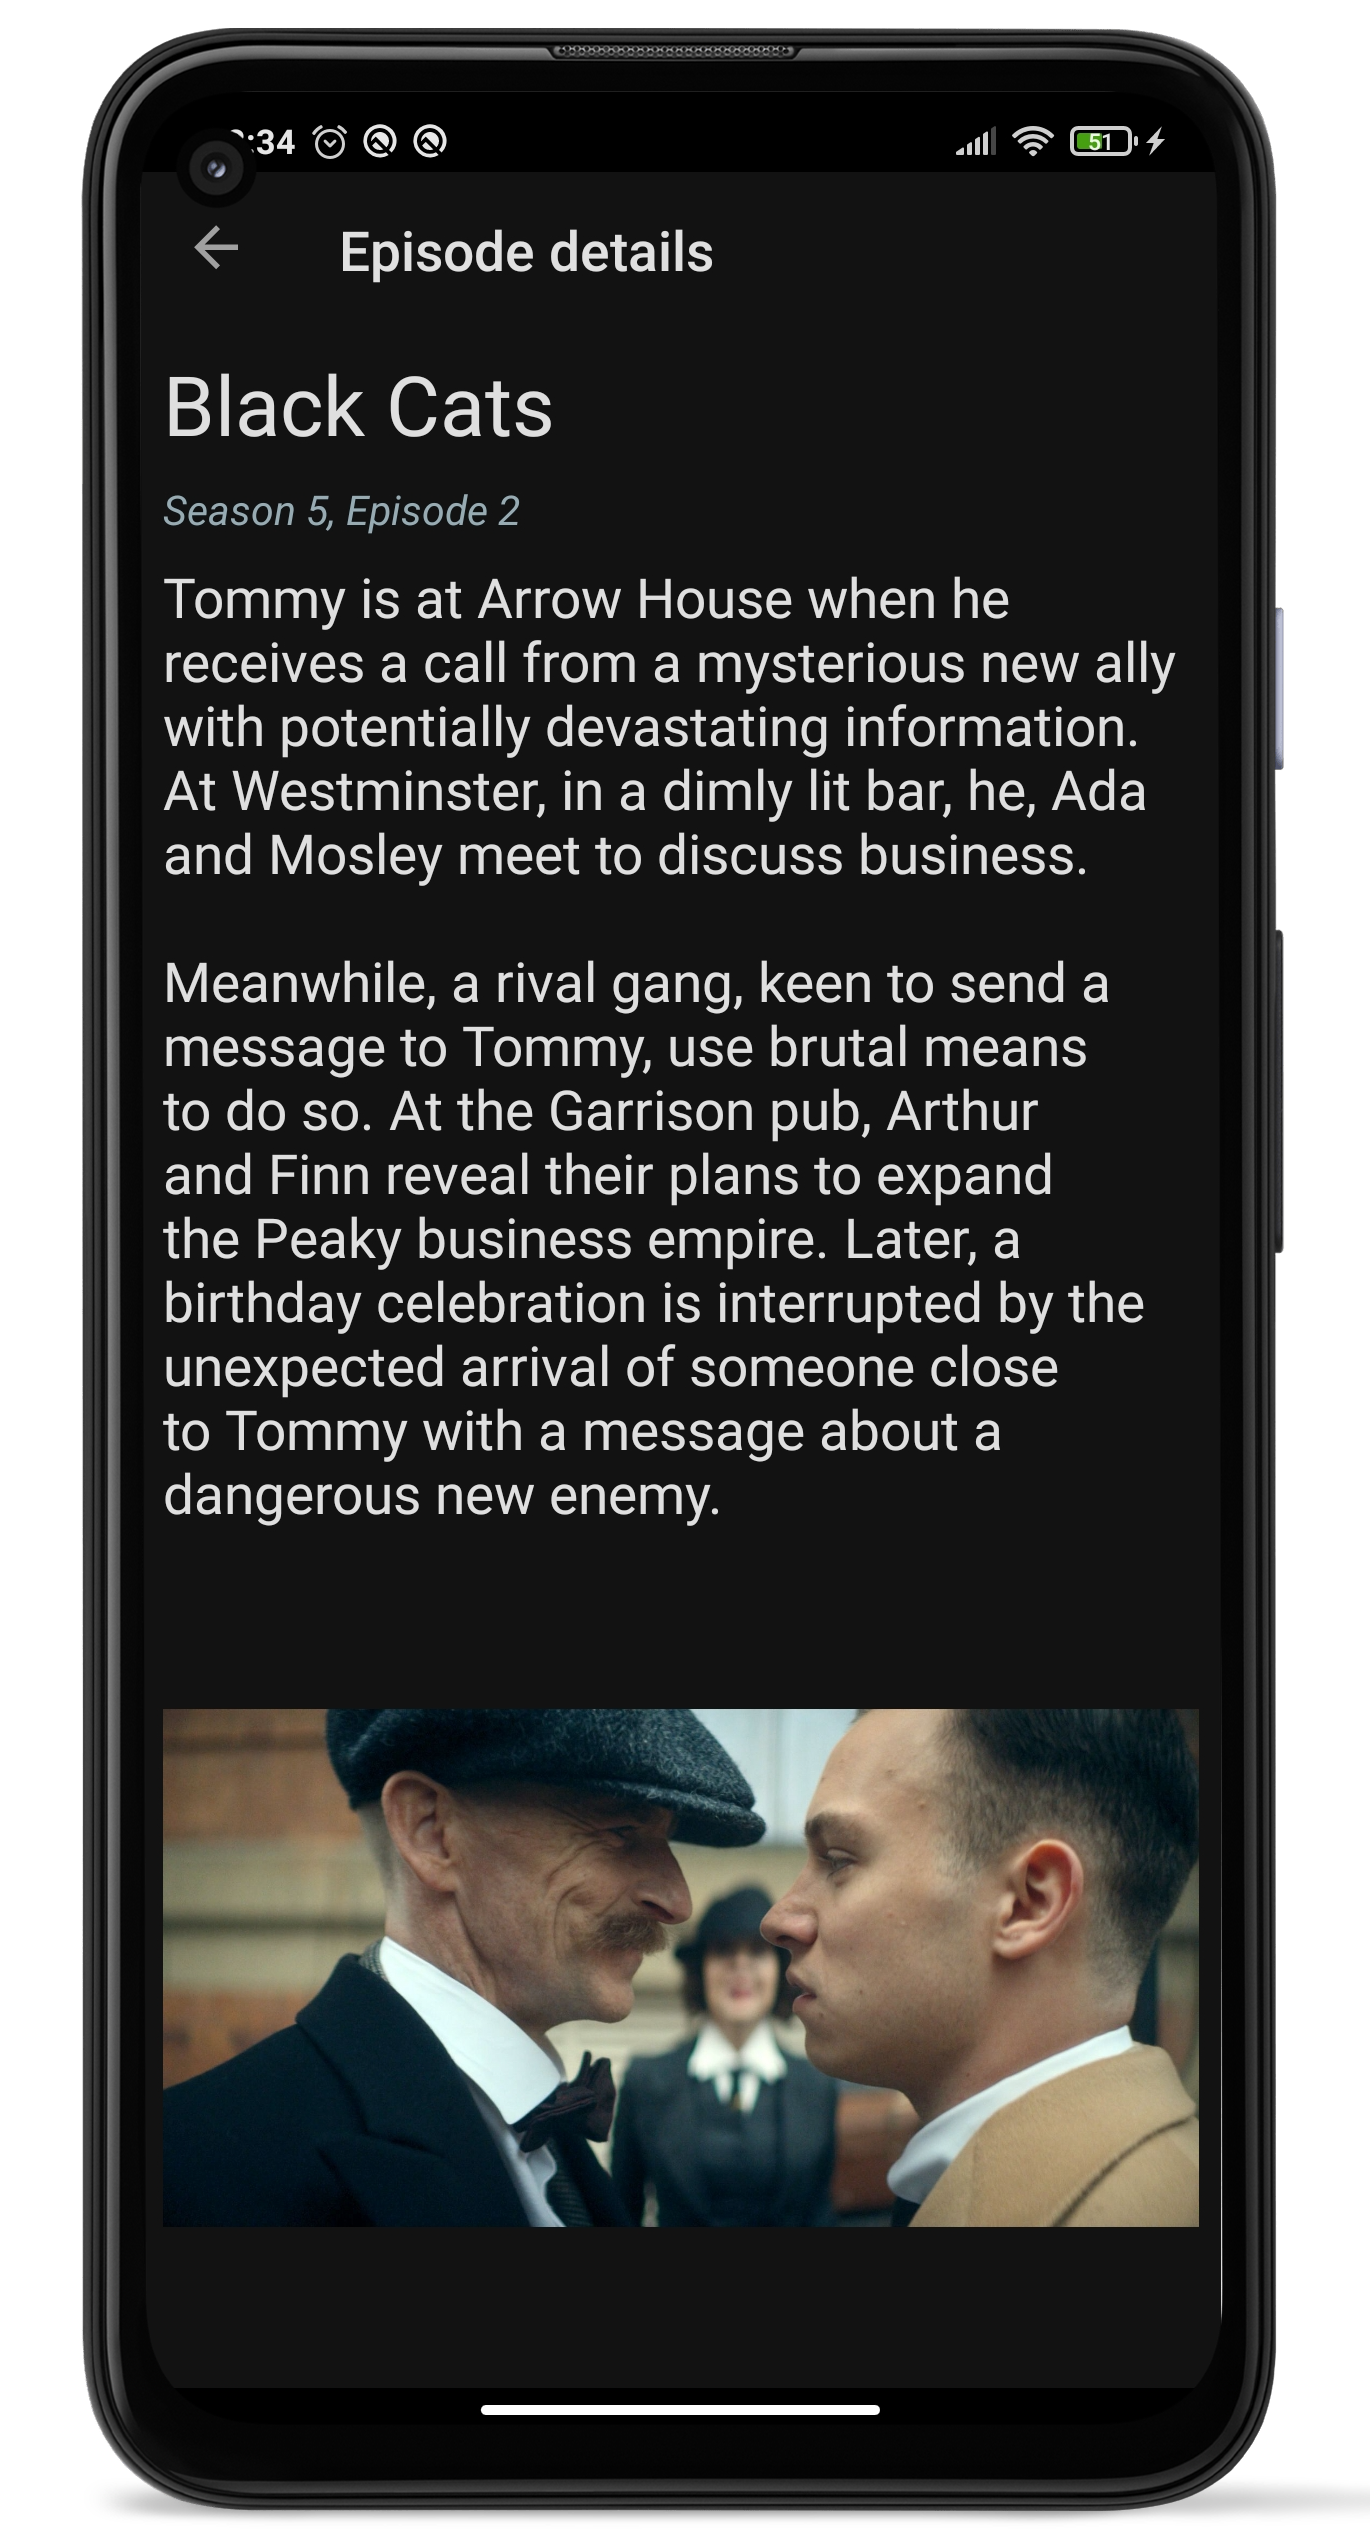 :34
51
Episode details
Black Cats
Season 5, Episode 2
Tommy is at Arrow House when he
receives a call from a mysterious new ally
with potentially devastating information.
At Westminster, in a dimly lit bar, he, Ada
and Mosley meet to discuss business.
Meanwhile, a rival gang, keen to send a
message to Tommy, use brutal means
to do so. At the Garrison pub, Arthur
and Finn reveal their plans to expand
the Peaky business empire. Later, a
birthday celebration is interrupted by the
unexpected arrival of someone close
to Tommy with a message about a
dangerous new enemy.